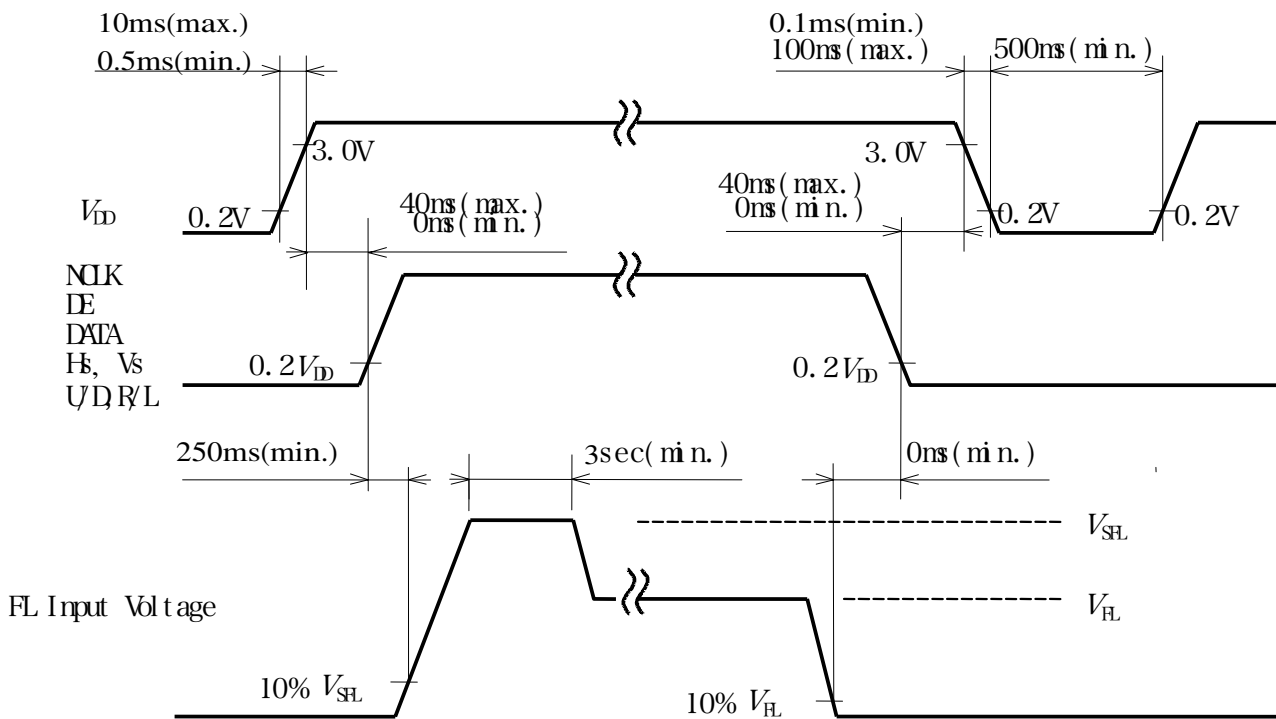 10ms(max.)
0.5ms(min.)
0.1ms(min.)
100ms(max.)
500ms(min.)
3.0V
3.0V
VDD
0.2V
0.2V
0.2V
40ms(max.)
0ms(min.)
40ms(max.)
0ms(min.)
NCLK
DE
DATA
Hs, Vs
U/D,R/L
0.2VDD
0.2VDD
250ms(min.)
3sec(min.)
0ms(min.)
VSFL
VFL
FL Input Voltage
10% VSFL
10% VFL